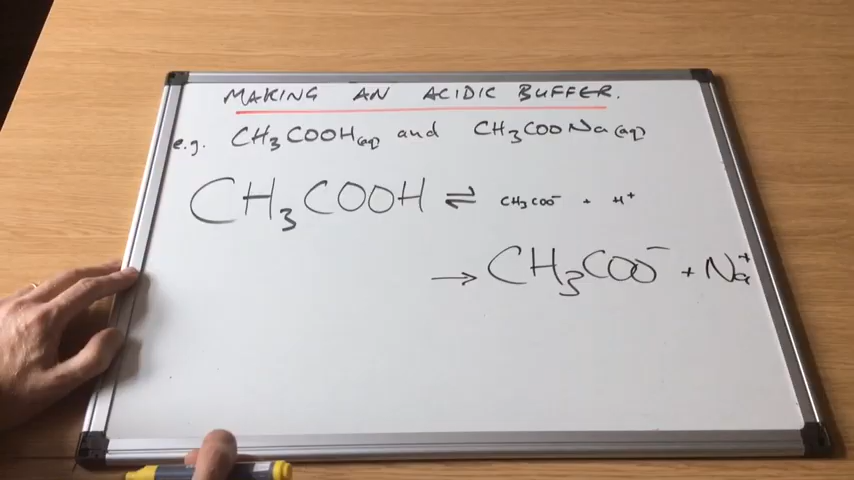 MAKING AN ACIDIC BUFFER.
e.g. CH₃COOH(aq) and CH₃COONa(aq)
CH₃COOH ⇌ CH₃COO⁻ + H⁺
→ CH₃COO⁻ + Na⁺